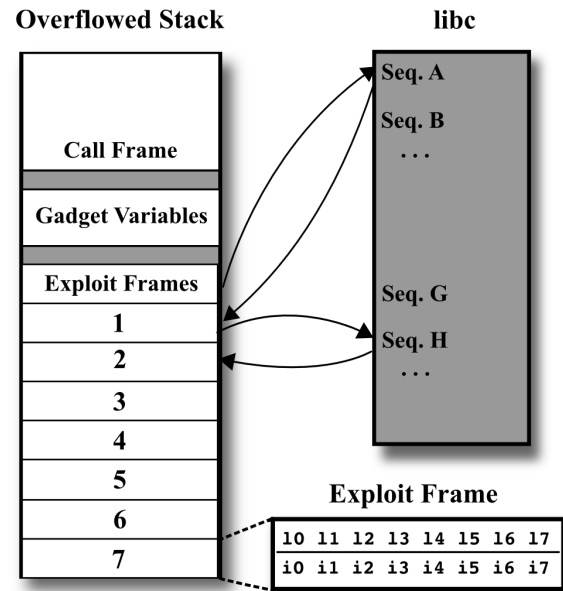 Overflowed Stack
Call Frame
Gadget Variables
Exploit Frames
1
2
3
4
5
6
7
libc
Seq. A
Seq. B
. . .
Seq. G
Seq. H
. . .
Exploit Frame
l0 l1 l2 l3 l4 l5 l6 l7
i0 i1 i2 i3 i4 i5 i6 i7